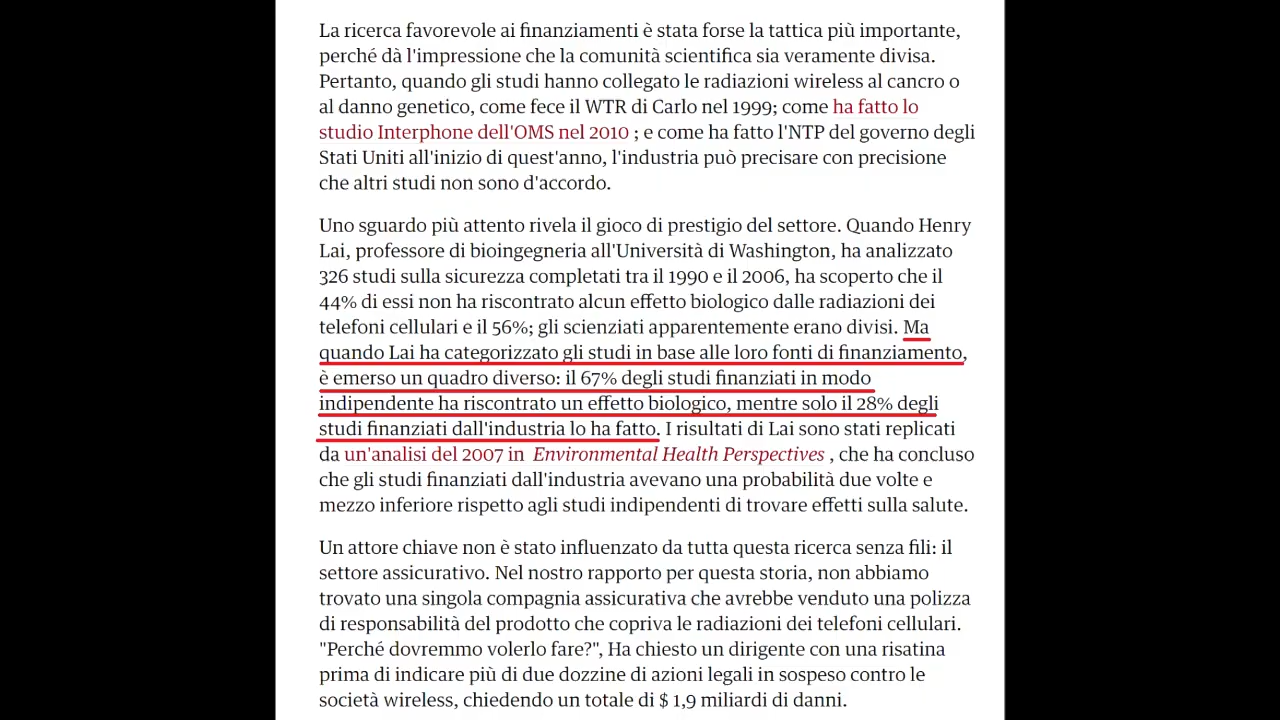 La ricerca favorevole ai finanziamenti è stata forse la tattica più importante,
perché dà l'impressione che la comunità scientifica sia veramente divisa.
Pertanto, quando gli studi hanno collegato le radiazioni wireless al cancro o
al danno genetico, come fece il WTR di Carlo nel 1999; come ha fatto lo
studio Interphone dell'OMS nel 2010 ; e come ha fatto l'NTP del governo degli
Stati Uniti all'inizio di quest'anno, l'industria può precisare con precisione
che altri studi non sono d'accordo.
Uno sguardo più attento rivela il gioco di prestigio del settore. Quando Henry
Lai, professore di bioingegneria all'Università di Washington, ha analizzato
326 studi sulla sicurezza completati tra il 1990 e il 2006, ha scoperto che il
44% di essi non ha riscontrato alcun effetto biologico dalle radiazioni dei
telefoni cellulari e il 56%; gli scienziati apparentemente erano divisi. Ma
quando Lai ha categorizzato gli studi in base alle loro fonti di finanziamento,
è emerso un quadro diverso: il 67% degli studi finanziati in modo
indipendente ha riscontrato un effetto biologico, mentre solo il 28% degli
studi finanziati dall'industria lo ha fatto. I risultati di Lai sono stati replicati
da un'analisi del 2007 in Environmental Health Perspectives , che ha concluso
che gli studi finanziati dall'industria avevano una probabilità due volte e
mezzo inferiore rispetto agli studi indipendenti di trovare effetti sulla salute.
Un attore chiave non è stato influenzato da tutta questa ricerca senza fili: il
settore assicurativo. Nel nostro rapporto per questa storia, non abbiamo
trovato una singola compagnia assicurativa che avrebbe venduto una polizza
di responsabilità del prodotto che copriva le radiazioni dei telefoni cellulari.
"Perché dovremmo volerlo fare?", Ha chiesto un dirigente con una risatina
prima di indicare più di due dozzine di azioni legali in sospeso contro le
società wireless, chiedendo un totale di $ 1,9 miliardi di danni.